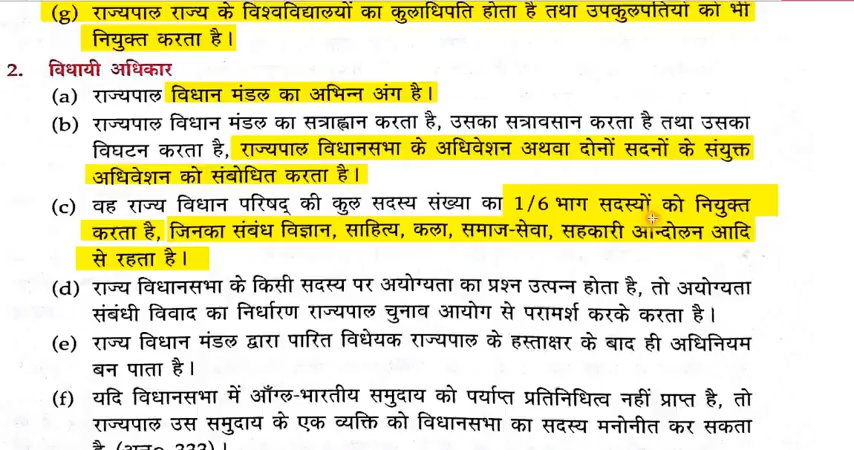 (g) राज्यपाल राज्य के विश्वविद्यालयों का कुलाधिपति होता है तथा उपकुलपतियों को भी
नियुक्त करता है।
2. विधायी अधिकार
(a) राज्यपाल विधान मंडल का अभिन्न अंग है।
(b) राज्यपाल विधान मंडल का सत्राह्वान करता है, उसका सत्रावसान करता है तथा उसका
विघटन करता है, राज्यपाल विधानसभा के अधिवेशन अथवा दोनों सदनों के संयुक्त
अधिवेशन को संबोधित करता है।
(c) वह राज्य विधान परिषद् की कुल सदस्य संख्या का 1/6 भाग सदस्यों को नियुक्त
करता है, जिनका संबंध विज्ञान, साहित्य, कला, समाज-सेवा, सहकारी आन्दोलन आदि
से रहता है।
(d) राज्य विधानसभा के किसी सदस्य पर अयोग्यता का प्रश्न उत्पन्न होता है, तो अयोग्यता
संबंधी विवाद का निर्धारण राज्यपाल चुनाव आयोग से परामर्श करके करता है।
(e) राज्य विधान मंडल द्वारा पारित विधेयक राज्यपाल के हस्ताक्षर के बाद ही अधिनियम
बन पाता है।
(f) यदि विधानसभा में आँग्ल-भारतीय समुदाय को पर्याप्त प्रतिनिधित्व नहीं प्राप्त है, तो
राज्यपाल उस समुदाय के एक व्यक्ति को विधानसभा का सदस्य मनोनीत कर सकता
है (अनु० 333)।